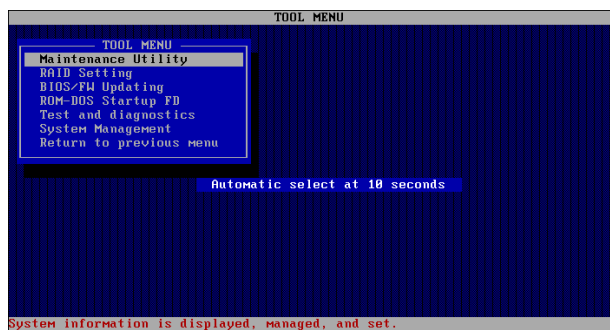 TOOL MENU
TOOL MENU
Maintenance Utility
RAID Setting
BIOS/FW Updating
ROM-DOS Startup FD
Test and diagnostics
System Management
Return to previous menu
Automatic select at 10 seconds
System information is displayed, managed, and set.